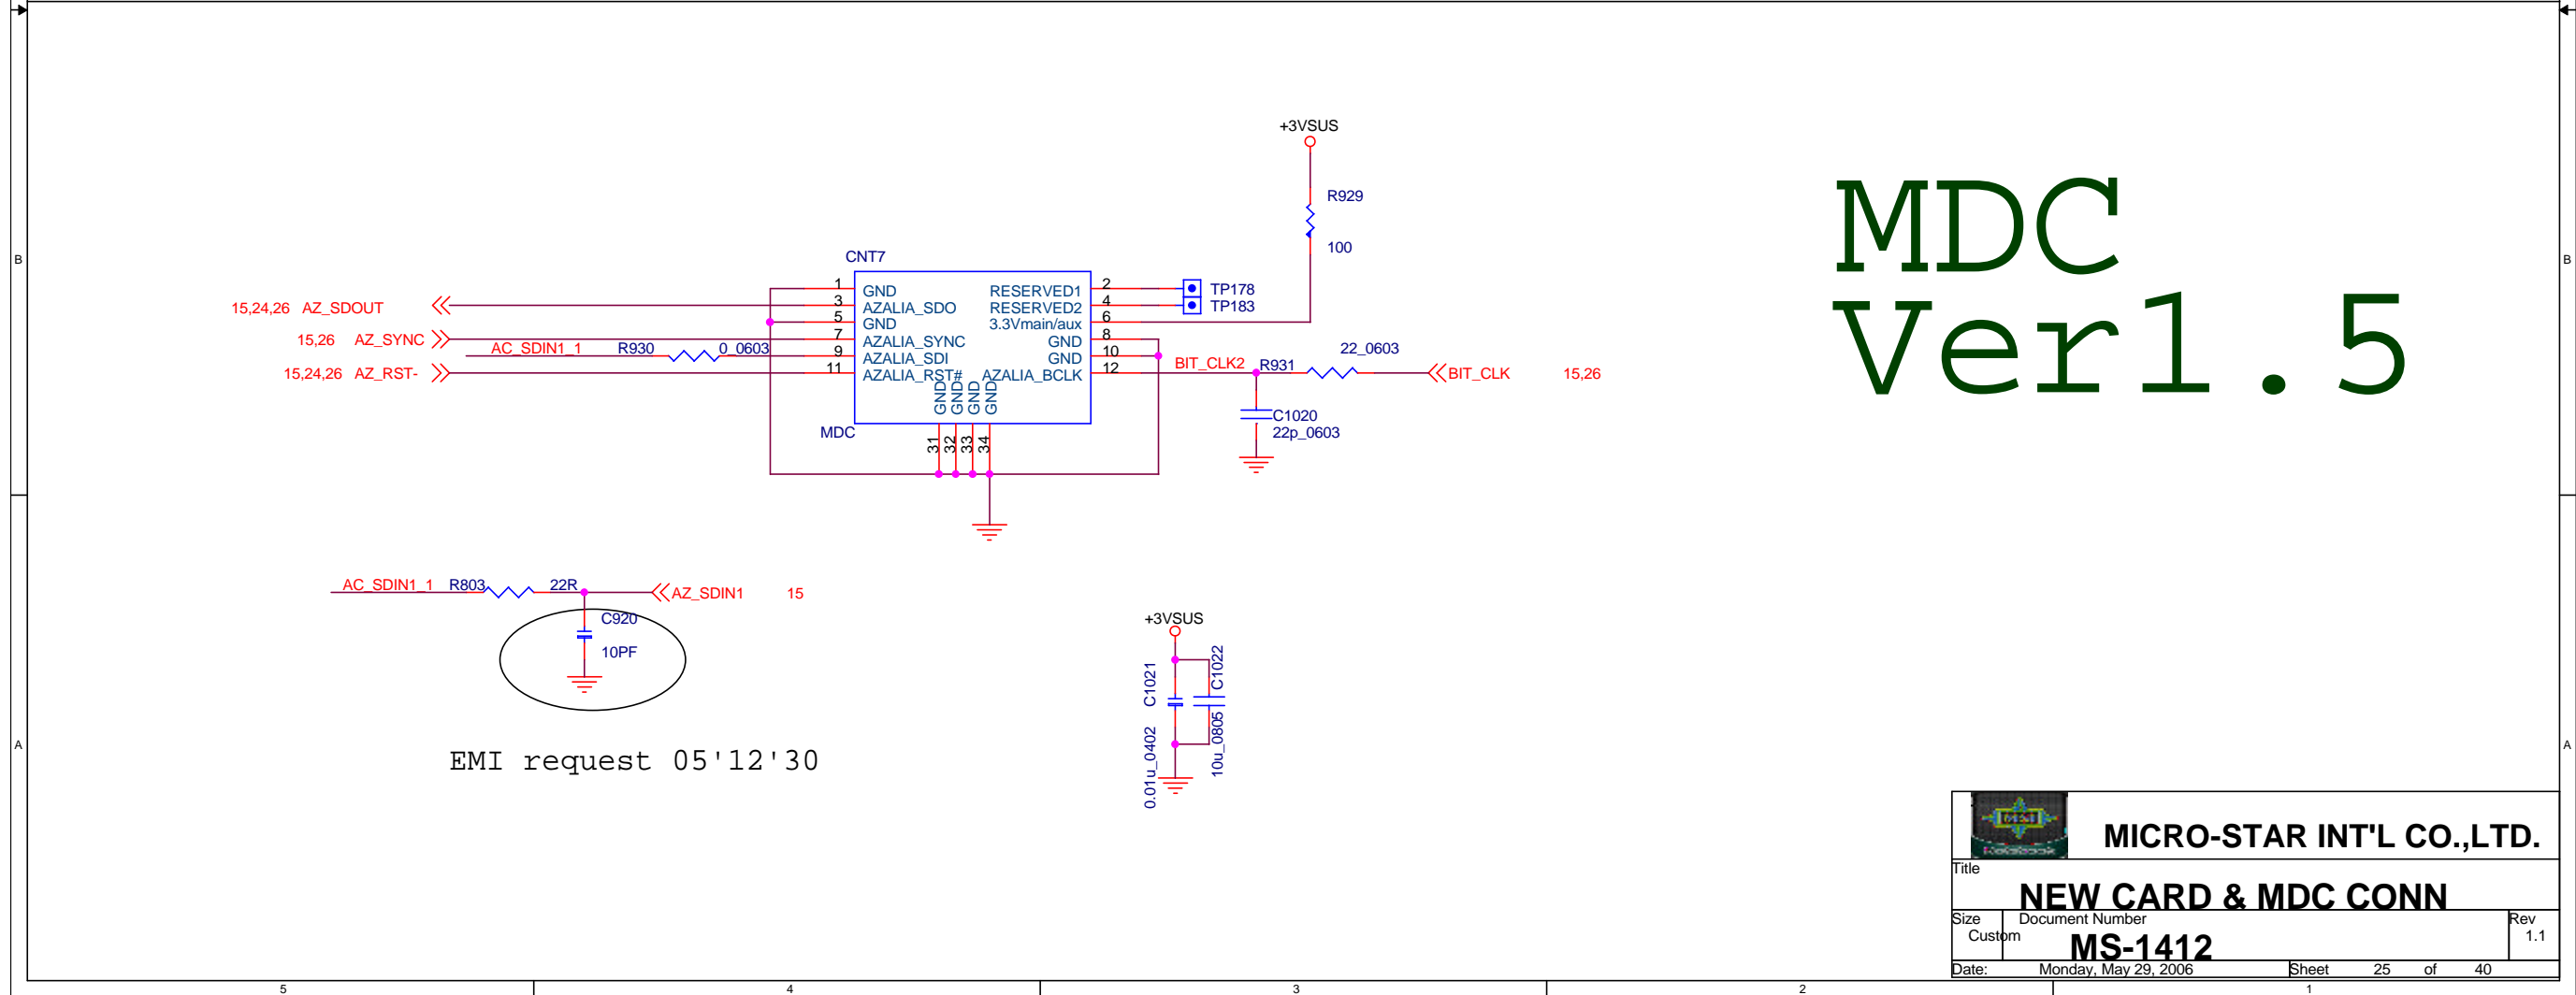 +3VSUS
R929
100
MDC
Ver1.5
B
B
CNT7
15,24,26 AZ_SDOUT
15,26 AZ_SYNC
AC_SDIN1_1 R930 0_0603
15,24,26 AZ_RST-
1 GND RESERVED1 2 TP178
3 AZALIA_SDO RESERVED2 4 TP183
5 GND 3.3Vmain/aux 6
7 AZALIA_SYNC GND 8
9 AZALIA_SDI GND 10
11 AZALIA_RST# AZALIA_BCLK 12
GND GND GND GND
31 32 33 34
MDC
BIT_CLK2 R931 22_0603
BIT_CLK 15,26
C1020
22p_0603
AC_SDIN1_1 R803 22R AZ_SDIN1 15
C920
10PF
EMI request 05'12'30
+3VSUS
0.01u_0402 C1021
10u_0805 C1022
A
A
MICRO-STAR INT'L CO.,LTD.
Title
NEW CARD & MDC CONN
Size Document Number Rev
Custom MS-1412 1.1
Date: Monday, May 29, 2006 Sheet 25 of 40
5 4 3 2 1